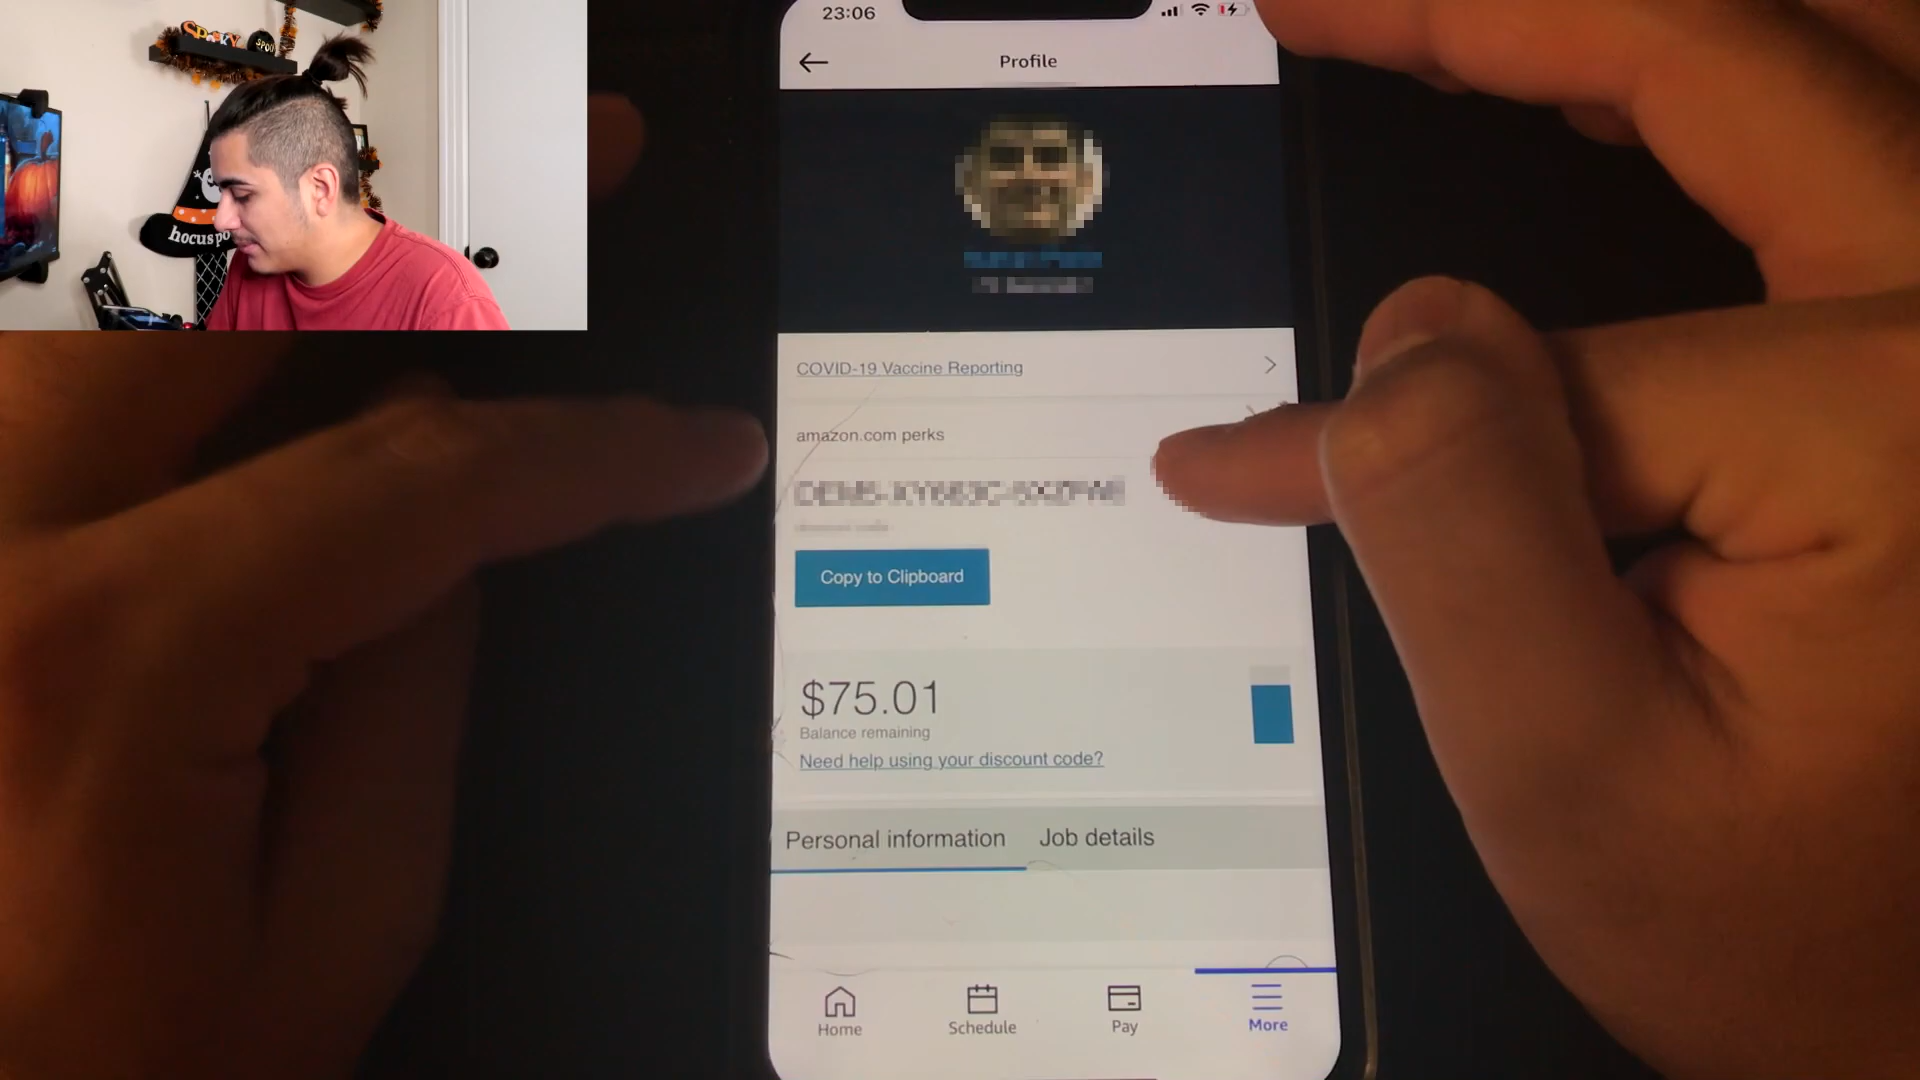 SPOOKY
SPOO
hocus po
23:06
Profile
COVID-19 Vaccine Reporting
amazon.com perks
Copy to Clipboard
$75.01
Balance remaining
Need help using your discount code?
Personal information
Job details
Home
Schedule
Pay
More